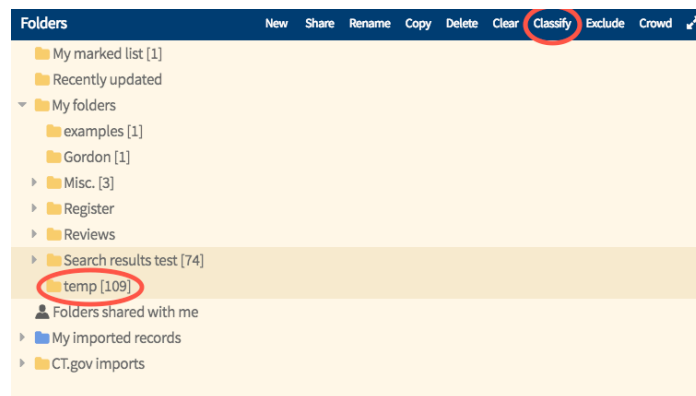 Folders New Share Rename Copy Delete Clear Classify Exclude Crowd
My marked list [1]
Recently updated
My folders
examples [1]
Gordon [1]
Misc. [3]
Register
Reviews
Search results test [74]
temp [109]
Folders shared with me
My imported records
CT.gov imports